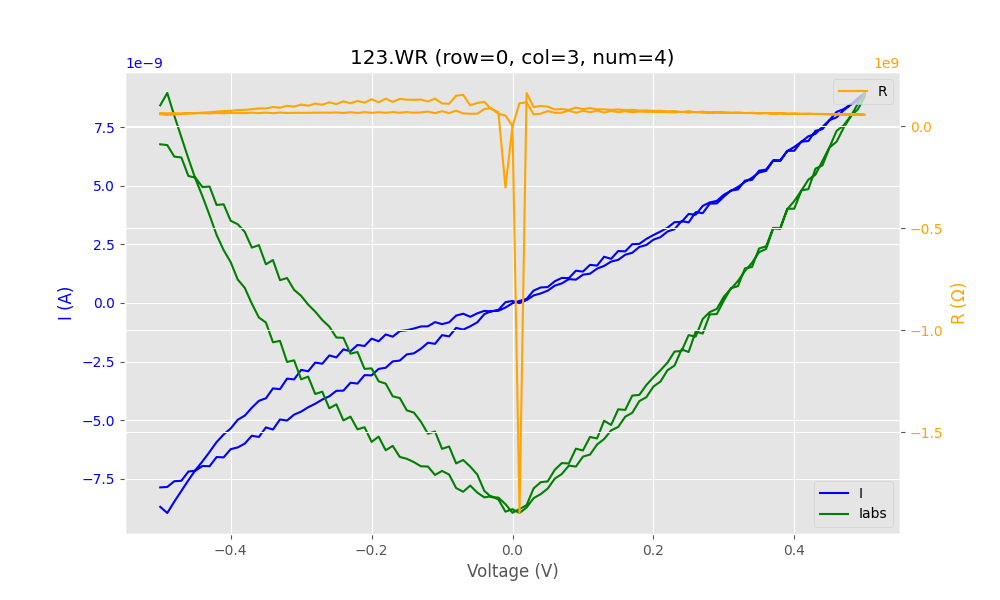 123.WR (row=0, col=3, num=4)
1e−9
1e9
R
7.5
5.0
2.5
0.0
−2.5
−5.0
−7.5
I (A)
0.0
−0.5
−1.0
−1.5
R (Ω)
I
Iabs
−0.4
−0.2
0.0
0.2
0.4
Voltage (V)